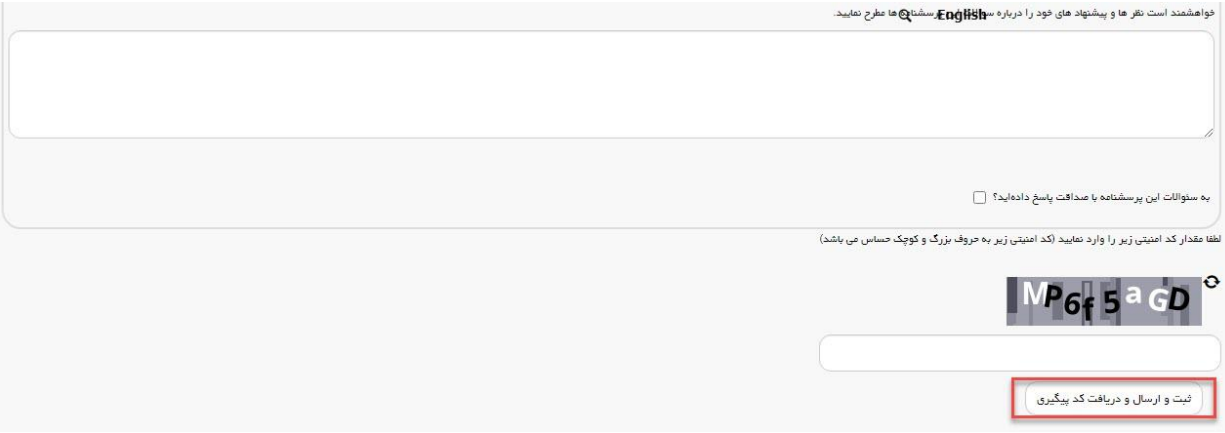 خواهشمند است نظر ها و پیشنهاد های خود را درباره English ها مطرح نمایید.
به سئوالات این پرسشنامه با صداقت پاسخ داده‌اید؟
لطفا مقدار کد امنیتی زیر را وارد نمایید (کد امنیتی زیر به حروف بزرگ و کوچک حساس می باشد)
MP6f5aGD
ثبت و ارسال و دریافت کد پیگیری